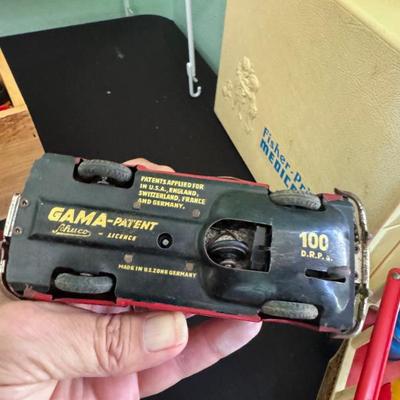 PATENTS APPLIED FOR
IN U.S.A., ENGLAND,
SWITZERLAND, FRANCE
AND GERMANY.
GAMA-PATENT
Schuco - LICENCE
MADE IN U.S. ZONE GERMANY
100
D.R.P.a.
Fisher-Pri
MEDIC